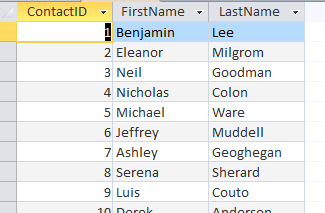 ContactID FirstName LastName
1 Benjamin Lee
2 Eleanor Milgrom
3 Neil Goodman
4 Nicholas Colon
5 Michael Ware
6 Jeffrey Muddell
7 Ashley Geoghegan
8 Serena Sherard
9 Luis Couto
10 Derek Anderson